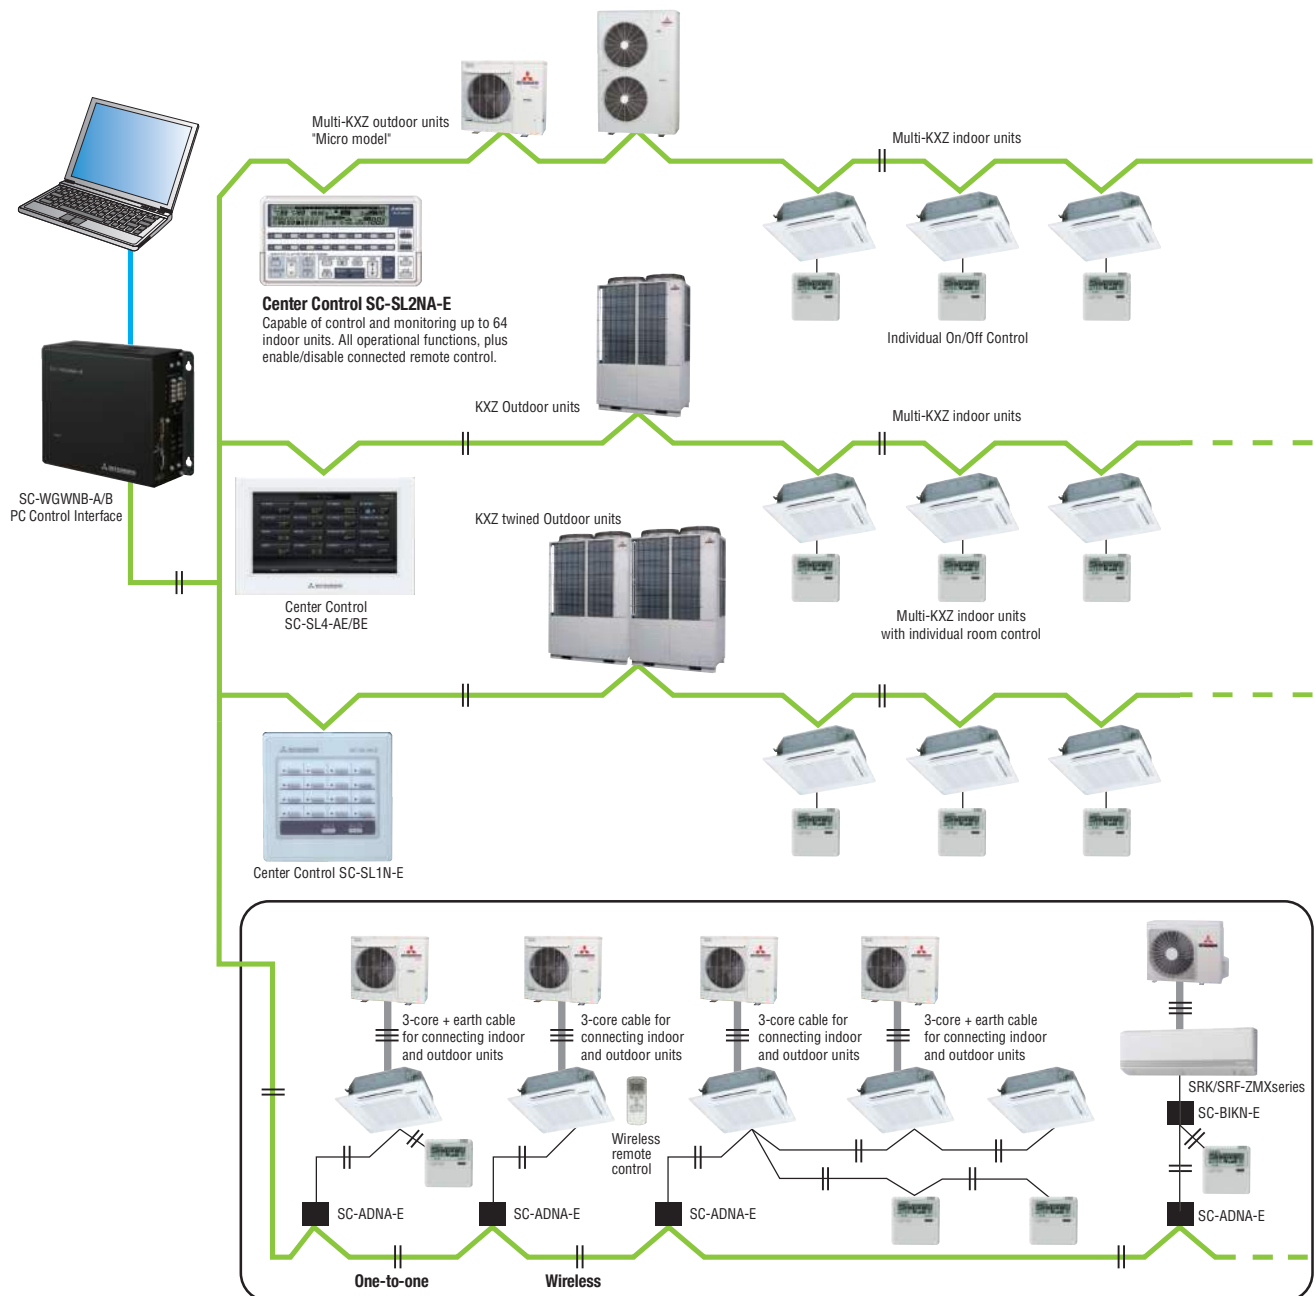 Multi-KXZ outdoor units
"Micro model"
Multi-KXZ indoor units
Center Control SC-SL2NA-E
Capable of control and monitoring up to 64
indoor units. All operational functions, plus
enable/disable connected remote control.
Individual On/Off Control
KXZ Outdoor units
Multi-KXZ indoor units
SC-WGWNB-A/B
PC Control Interface
KXZ twined Outdoor units
Center Control
SC-SL4-AE/BE
Multi-KXZ indoor units
with individual room control
Center Control SC-SL1N-E
3-core + earth cable
for connecting indoor
and outdoor units
3-core cable for
connecting indoor
and outdoor units
3-core cable for
connecting indoor
and outdoor units
3-core + earth cable
for connecting indoor
and outdoor units
SRK/SRF-ZMXseries
SC-BIKN-E
Wireless
remote
control
SC-ADNA-E
SC-ADNA-E
SC-ADNA-E
SC-ADNA-E
One-to-one
Wireless